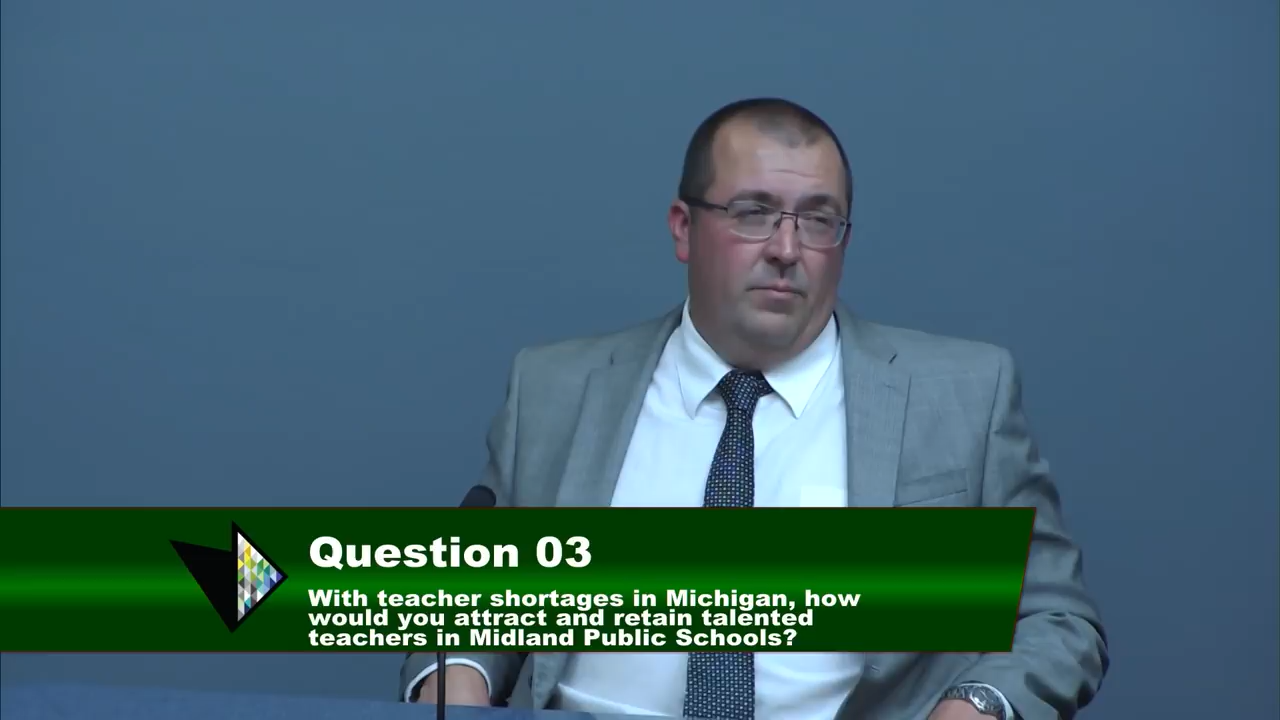 Question 03
With teacher shortages in Michigan, how
would you attract and retain talented
teachers in Midland Public Schools?